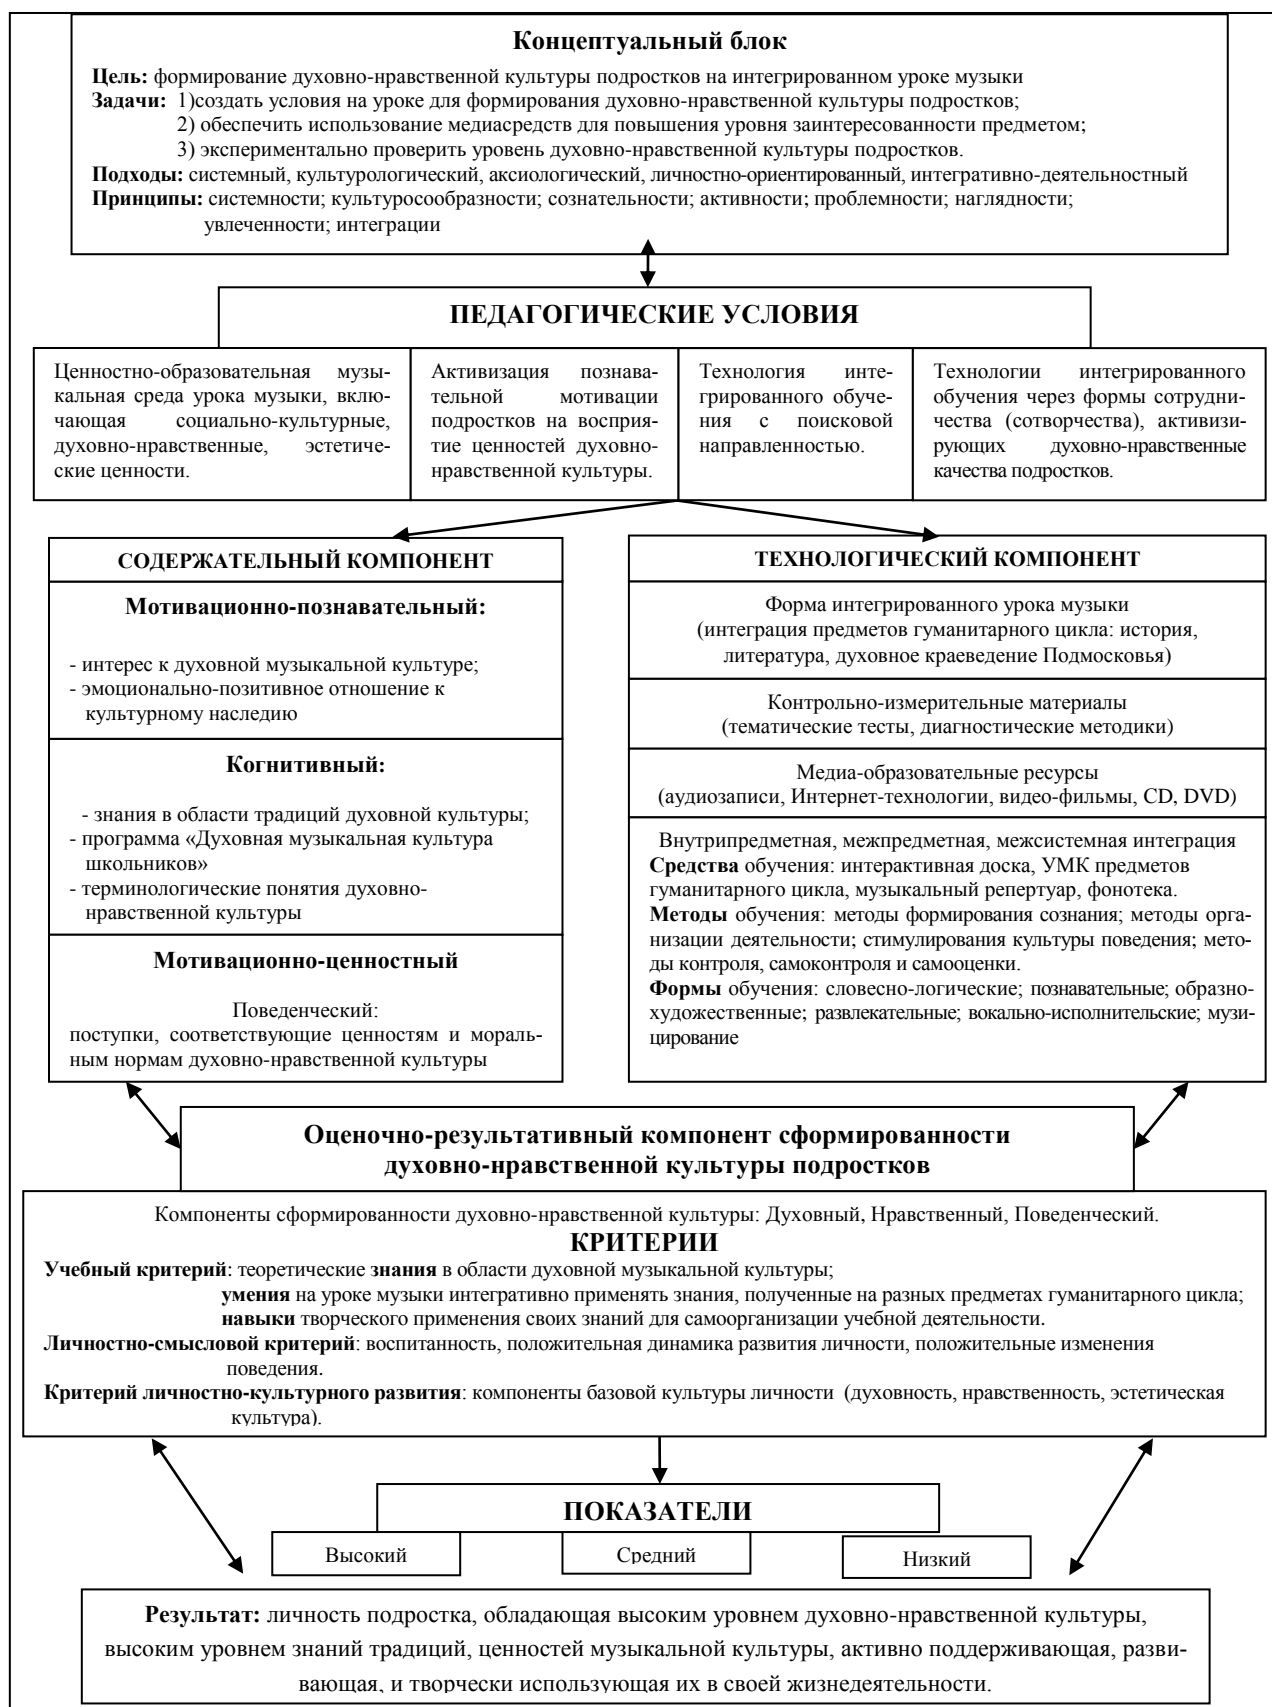 Концептуальный блок
Цель: формирование духовно-нравственной культуры подростков на интегрированном уроке музыки
Задачи: 1)создать условия на уроке для формирования духовно-нравственной культуры подростков;
2) обеспечить использование медиасредств для повышения уровня заинтересованности предметом;
3) экспериментально проверить уровень духовно-нравственной культуры подростков.
Подходы: системный, культурологический, аксиологический, личностно-ориентированный, интегративно-деятельностный
Принципы: системности; культуросообразности; сознательности; активности; проблемности; наглядности;
увлеченности; интеграции
ПЕДАГОГИЧЕСКИЕ УСЛОВИЯ
Ценностно-образовательная музы-
кальная среда урока музыки, вклю-
чающая социально-культурные,
духовно-нравственные, эстетиче-
ские ценности.
Активизация познава-
тельной мотивации
подростков на восприя-
тие ценностей духовно-
нравственной культуры.
Технология инте-
грированного обуче-
ния с поисковой
направленностью.
Технологии интегрированного
обучения через формы сотрудни-
чества (сотворчества), активизи-
рующих духовно-нравственные
качества подростков.
СОДЕРЖАТЕЛЬНЫЙ КОМПОНЕНТ
Мотивационно-познавательный:
- интерес к духовной музыкальной культуре;
- эмоционально-позитивное отношение к
культурному наследию
Когнитивный:
- знания в области традиций духовной культуры;
- программа «Духовная музыкальная культура
школьников»
- терминологические понятия духовно-
нравственной культуры
Мотивационно-ценностный
Поведенческий:
поступки, соответствующие ценностям и мораль-
ным нормам духовно-нравственной культуры
ТЕХНОЛОГИЧЕСКИЙ КОМПОНЕНТ
Форма интегрированного урока музыки
(интеграция предметов гуманитарного цикла: история,
литература, духовное краеведение Подмосковья)
Контрольно-измерительные материалы
(тематические тесты, диагностические методики)
Медиа-образовательные ресурсы
(аудиозаписи, Интернет-технологии, видео-фильмы, CD, DVD)
Внутрипредметная, межпредметная, межсистемная интеграция
Средства обучения: интерактивная доска, УМК предметов
гуманитарного цикла, музыкальный репертуар, фонотека.
Методы обучения: методы формирования сознания; методы орга-
низации деятельности; стимулирования культуры поведения; мето-
ды контроля, самоконтроля и самооценки.
Формы обучения: словесно-логические; познавательные; образно-
художественные; развлекательные; вокально-исполнительские; музи-
цирование
Оценочно-результативный компонент сформированности
духовно-нравственной культуры подростков
Компоненты сформированности духовно-нравственной культуры: Духовный, Нравственный, Поведенческий.
КРИТЕРИИ
Учебный критерий: теоретические знания в области духовной музыкальной культуры;
умения на уроке музыки интегративно применять знания, полученные на разных предметах гуманитарного цикла;
навыки творческого применения своих знаний для самоорганизации учебной деятельности.
Личностно-смысловой критерий: воспитанность, положительная динамика развития личности, положительные изменения
поведения.
Критерий личностно-культурного развития: компоненты базовой культуры личности (духовность, нравственность, эстетическая
культура).
ПОКАЗАТЕЛИ
Высокий
Средний
Низкий
Результат: личность подростка, обладающая высоким уровнем духовно-нравственной культуры,
высоким уровнем знаний традиций, ценностей музыкальной культуры, активно поддерживающая, разви-
вающая, и творчески использующая их в своей жизнедеятельности.